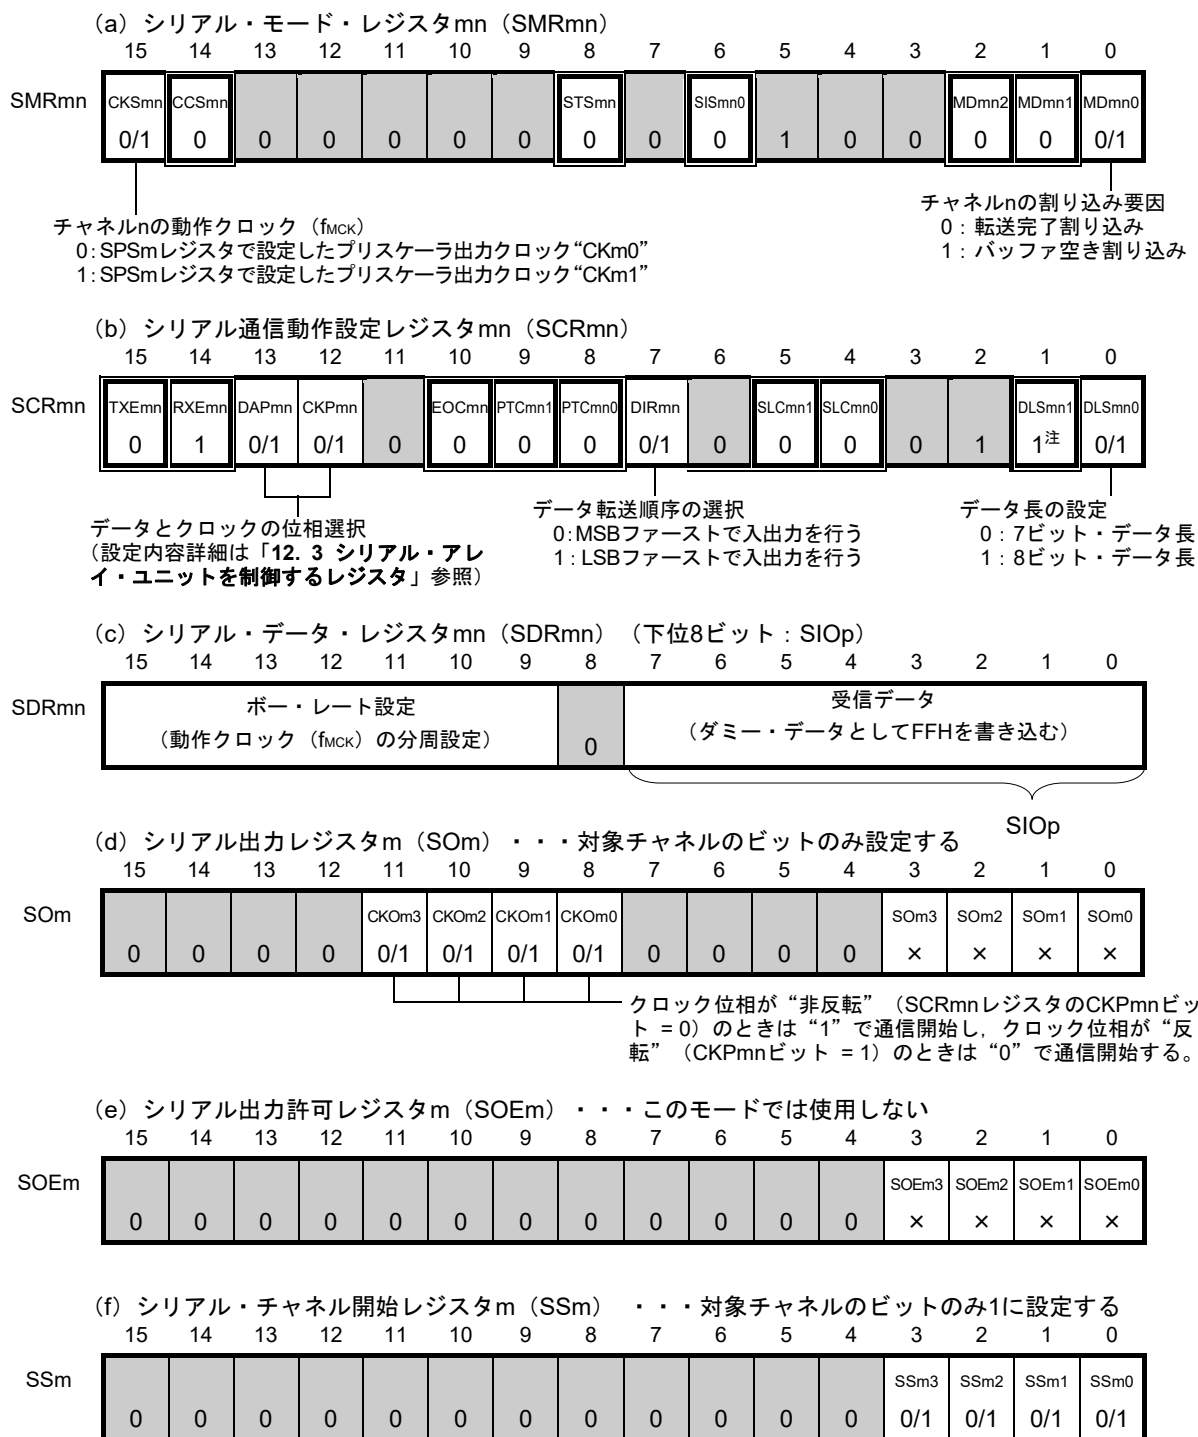 (a) シリアル・モード・レジスタmn (SMRmn)
15 14 13 12 11 10 9 8 7 6 5 4 3 2 1 0
SMRmn CKSmn CCSmn STSmn SISmn0 MDmn2 MDmn1 MDmn0
0/1 0 0 0 0 0 0 0 0 0 1 0 0 0 0 0/1
チャネルnの動作クロック (fMCK)
0: SPSmレジスタで設定したプリスケーラ出力クロック“CKm0”
1: SPSmレジスタで設定したプリスケーラ出力クロック“CKm1”
チャネルnの割り込み要因
0:転送完了割り込み
1:バッファ空き割り込み
(b) シリアル通信動作設定レジスタmn (SCRmn)
15 14 13 12 11 10 9 8 7 6 5 4 3 2 1 0
SCRmn TXEmn RXEmn DAPmn CKPmn EOCmn PTCmn1 PTCmn0 DIRmn SLCmn1 SLCmn0 DLSmn1 DLSmn0
0 1 0/1 0/1 0 0 0 0 0/1 0 0 0 0 1 1注 0/1
データとクロックの位相選択
(設定内容詳細は「12. 3 シリアル・アレ
イ・ユニットを制御するレジスタ」参照)
データ転送順序の選択
0:MSBファーストで入出力を行う
1:LSBファーストで入出力を行う
データ長の設定
0:7ビット・データ長
1:8ビット・データ長
(c) シリアル・データ・レジスタmn (SDRmn) (下位8ビット:SIOp)
15 14 13 12 11 10 9 8 7 6 5 4 3 2 1 0
SDRmn
ボー・レート設定
(動作クロック (fMCK) の分周設定)
0
受信データ
(ダミー・データとしてFFHを書き込む)
SIOp
(d) シリアル出力レジスタm (SOm) ・・・対象チャネルのビットのみ設定する
15 14 13 12 11 10 9 8 7 6 5 4 3 2 1 0
SOm CKOm3 CKOm2 CKOm1 CKOm0 SOm3 SOm2 SOm1 SOm0
0 0 0 0 0/1 0/1 0/1 0/1 0 0 0 0 × × × ×
クロック位相が“非反転” (SCRmnレジスタのCKPmnビッ
ト = 0) のときは“1”で通信開始し,クロック位相が“反
転” (CKPmnビット = 1) のときは“0”で通信開始する。
(e) シリアル出力許可レジスタm (SOEm) ・・・このモードでは使用しない
15 14 13 12 11 10 9 8 7 6 5 4 3 2 1 0
SOEm SOEm3 SOEm2 SOEm1 SOEm0
0 0 0 0 0 0 0 0 0 0 0 0 × × × ×
(f) シリアル・チャネル開始レジスタm (SSm) ・・・対象チャネルのビットのみ1に設定する
15 14 13 12 11 10 9 8 7 6 5 4 3 2 1 0
SSm SSm3 SSm2 SSm1 SSm0
0 0 0 0 0 0 0 0 0 0 0 0 0/1 0/1 0/1 0/1